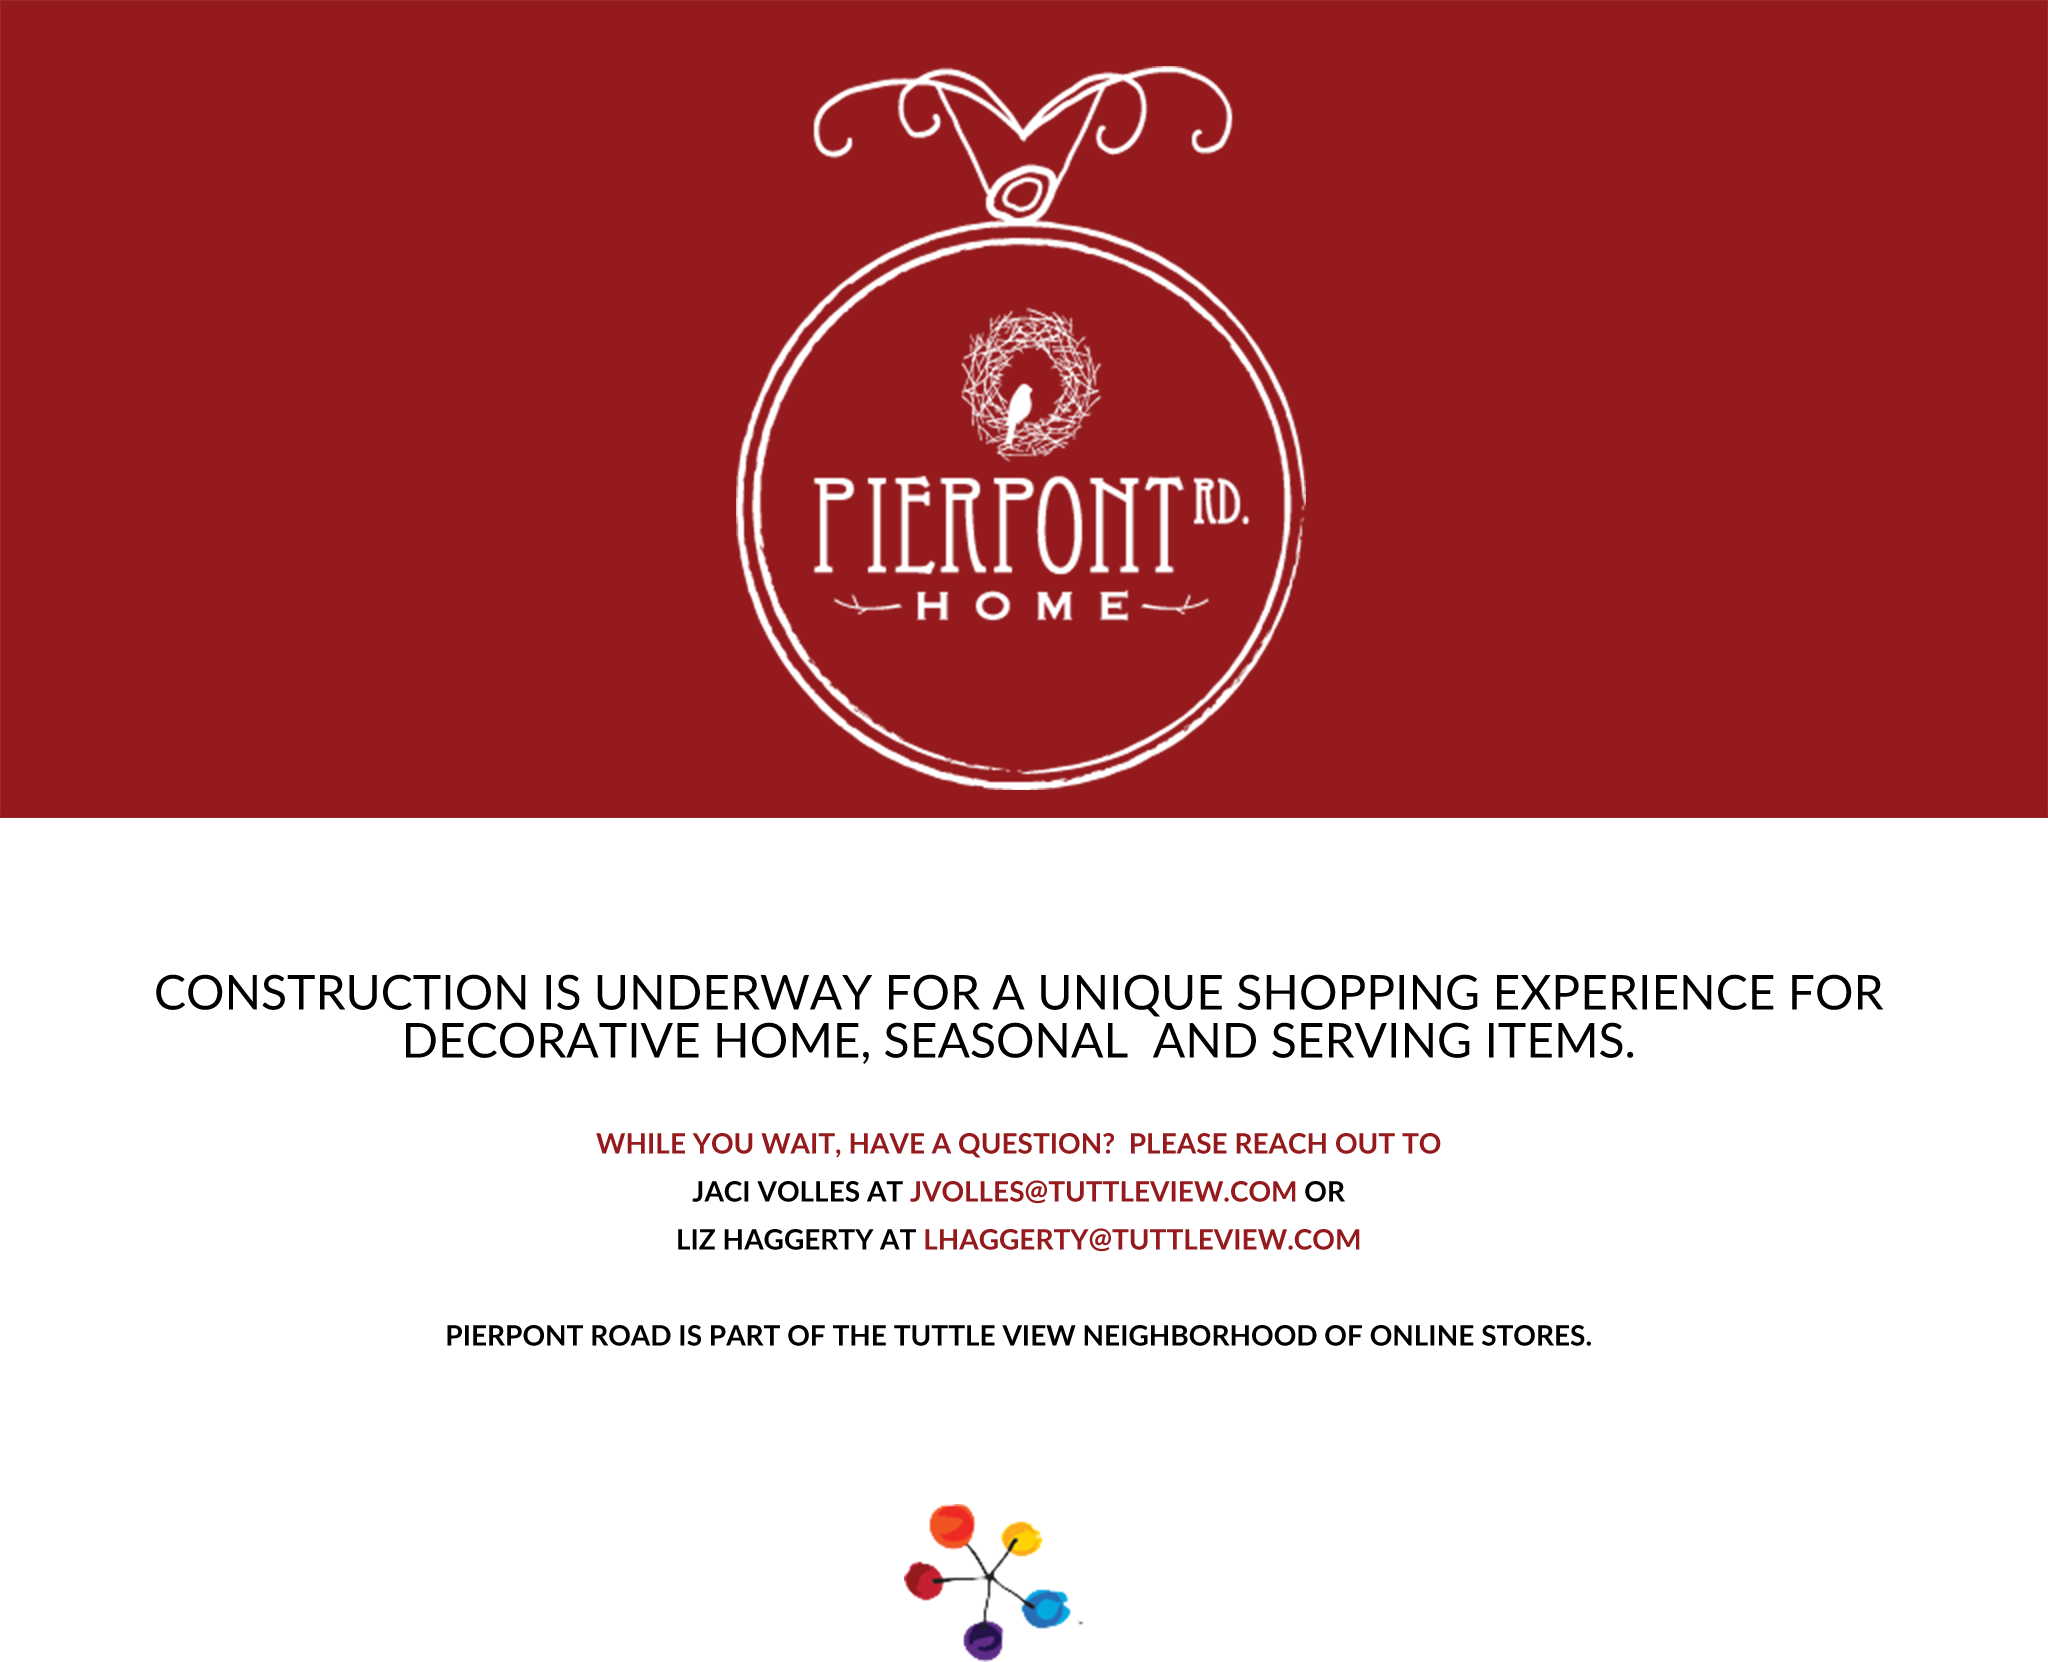 PIERPONT RD.
HOME
CONSTRUCTION IS UNDERWAY FOR A UNIQUE SHOPPING EXPERIENCE FOR
DECORATIVE HOME, SEASONAL  AND SERVING ITEMS.
WHILE YOU WAIT, HAVE A QUESTION?  PLEASE REACH OUT TO
JACI VOLLES AT JVOLLES@TUTTLEVIEW.COM OR
LIZ HAGGERTY AT LHAGGERTY@TUTTLEVIEW.COM
PIERPONT ROAD IS PART OF THE TUTTLE VIEW NEIGHBORHOOD OF ONLINE STORES.